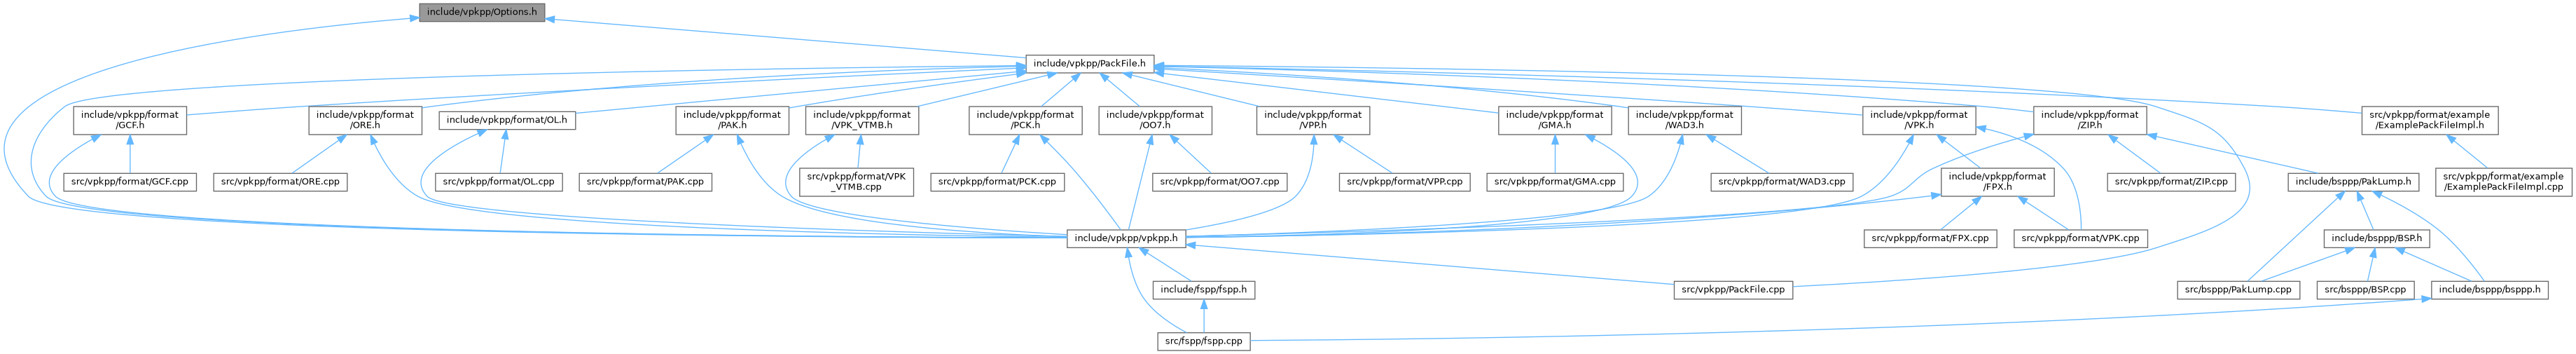 include/vpkpp/Options.h
include/vpkpp/PackFile.h
include/vpkpp/format
/GCF.h
include/vpkpp/format
/ORE.h
include/vpkpp/format/OL.h
include/vpkpp/format
/PAK.h
include/vpkpp/format
/VPK_VTMB.h
include/vpkpp/format
/PCK.h
include/vpkpp/format
/OO7.h
include/vpkpp/format
/VPP.h
include/vpkpp/format
/GMA.h
include/vpkpp/format
/WAD3.h
include/vpkpp/format
/VPK.h
include/vpkpp/format
/ZIP.h
src/vpkpp/format/example
/ExamplePackFileImpl.h
src/vpkpp/format/GCF.cpp
src/vpkpp/format/ORE.cpp
src/vpkpp/format/OL.cpp
src/vpkpp/format/PAK.cpp
src/vpkpp/format/VPK
_VTMB.cpp
src/vpkpp/format/PCK.cpp
src/vpkpp/format/OO7.cpp
src/vpkpp/format/VPP.cpp
src/vpkpp/format/GMA.cpp
src/vpkpp/format/WAD3.cpp
include/vpkpp/format
/FPX.h
src/vpkpp/format/ZIP.cpp
include/bsppp/PakLump.h
src/vpkpp/format/example
/ExamplePackFileImpl.cpp
include/vpkpp/vpkpp.h
src/vpkpp/format/FPX.cpp
src/vpkpp/format/VPK.cpp
include/bsppp/BSP.h
include/fspp/fspp.h
src/vpkpp/PackFile.cpp
src/bsppp/PakLump.cpp
src/bsppp/BSP.cpp
include/bsppp/bsppp.h
src/fspp/fspp.cpp